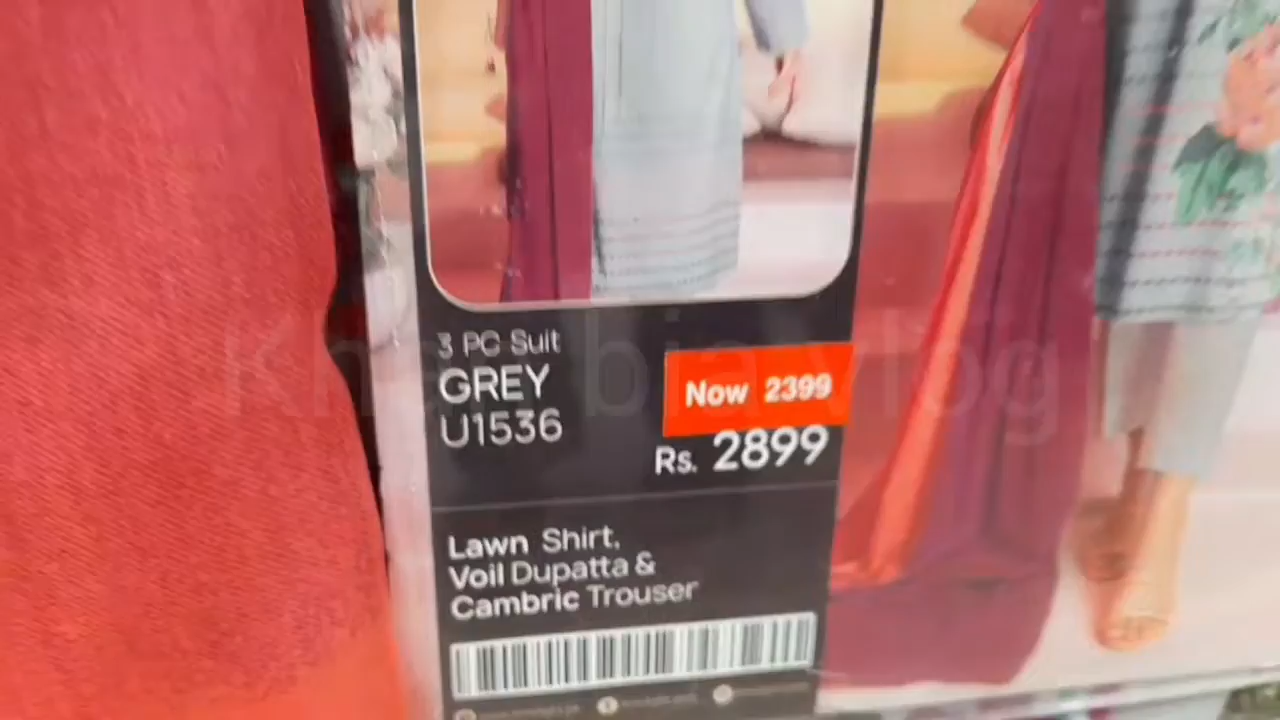 3 PC Suit
GREY
U1536
Now 2399
Rs. 2899
Lawn Shirt,
Voil Dupatta &
Cambric Trouser